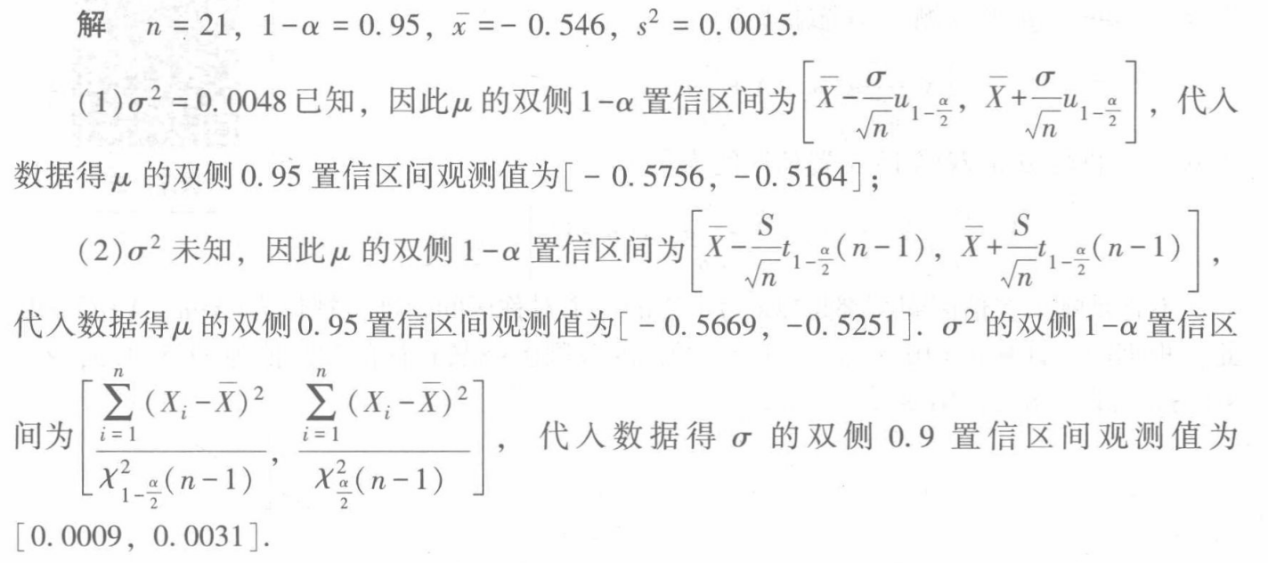 解 n = 21, 1-α = 0.95, x̄ = - 0.546, s² = 0.0015.
(1)σ² = 0.0048 已知，因此 μ 的双侧 1-α 置信区间为[X̄ - σ/√n u_{1-α/2}, X̄ + σ/√n u_{1-α/2}]，代入
数据得 μ 的双侧 0.95 置信区间观测值为[ - 0.5756, -0.5164]；
(2)σ² 未知，因此 μ 的双侧 1-α 置信区间为[X̄ - S/√n t_{1-α/2}(n-1), X̄ + S/√n t_{1-α/2}(n-1)]，
代入数据得 μ 的双侧 0.95 置信区间观测值为[ - 0.5669, -0.5251]. σ² 的双侧 1-α 置信区
间为[∑_{i=1}^{n}(X_i - X̄)²/χ²_{1-α/2}(n-1), ∑_{i=1}^{n}(X_i - X̄)²/χ²_{α/2}(n-1)]，代入数据得 σ 的双侧 0.9 置信区间观测值为
[0.0009, 0.0031].